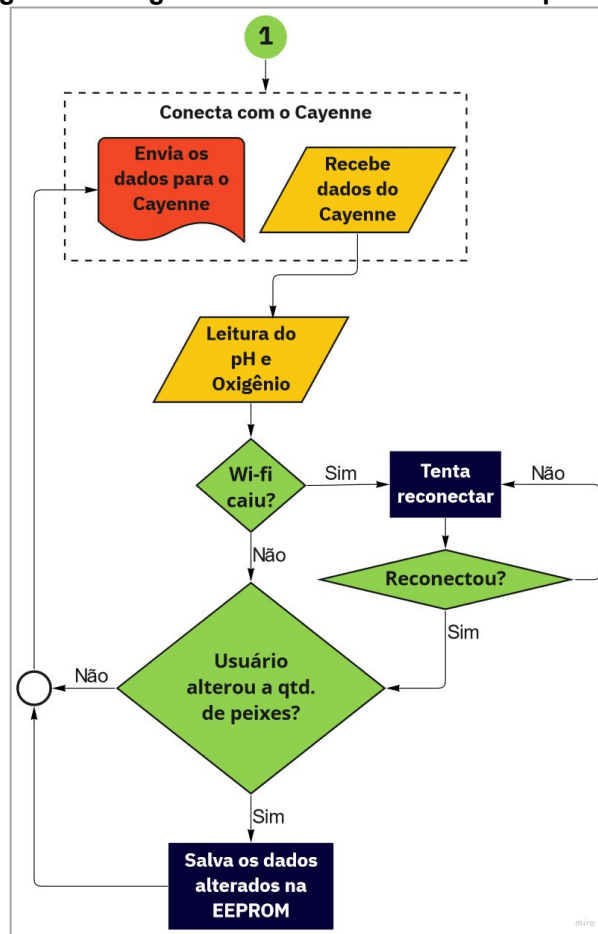 1
Conecta com o Cayenne
Envia os
dados para o
Cayenne
Recebe
dados do
Cayenne
Leitura do
pH e
Oxigênio
Wi-fi
caiu?
Sim
Tenta
reconectar
Não
Não
Reconectou?
Sim
Usuário
alterou a qtd.
de peixes?
Não
Sim
Salva os dados
alterados na
EEPROM
miro